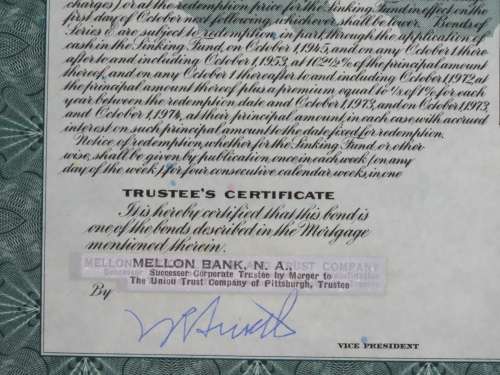 charges) or at the redemption price for the Sinking Fund in effect on the
first day of October next following, whichever shall be lower. Bonds of
Series E are subject to redemption, in part, through the application of
cash in the Sinking Fund, on October 1, 1945, and on any October 1 there
after to and including October 1, 1953, at 102½% of the principal amount
thereof, and on any October 1 thereafter to and including October 1, 1972 at
the principal amount thereof plus a premium equal to ⅛ of 1% for each
year between the redemption date and October 1, 1973, and on October 1, 1973,
and October 1, 1974, at their principal amount, in each case with accrued
interest on such principal amount to the date fixed for redemption.
Notice of redemption, whether for the Sinking Fund or other
wise, shall be given by publication, once in each week (on any
day of the week) for four consecutive calendar weeks, in one
TRUSTEE'S CERTIFICATE
It is hereby certified that this bond is
one of the bonds described in the Mortgage
mentioned therein.
MELLON TRUST COMPANY
MELLON BANK, N. A.,
Successor Corporate Trustee by Merger to
The Union Trust Company of Pittsburgh, Trustee
By
VICE PRESIDENT